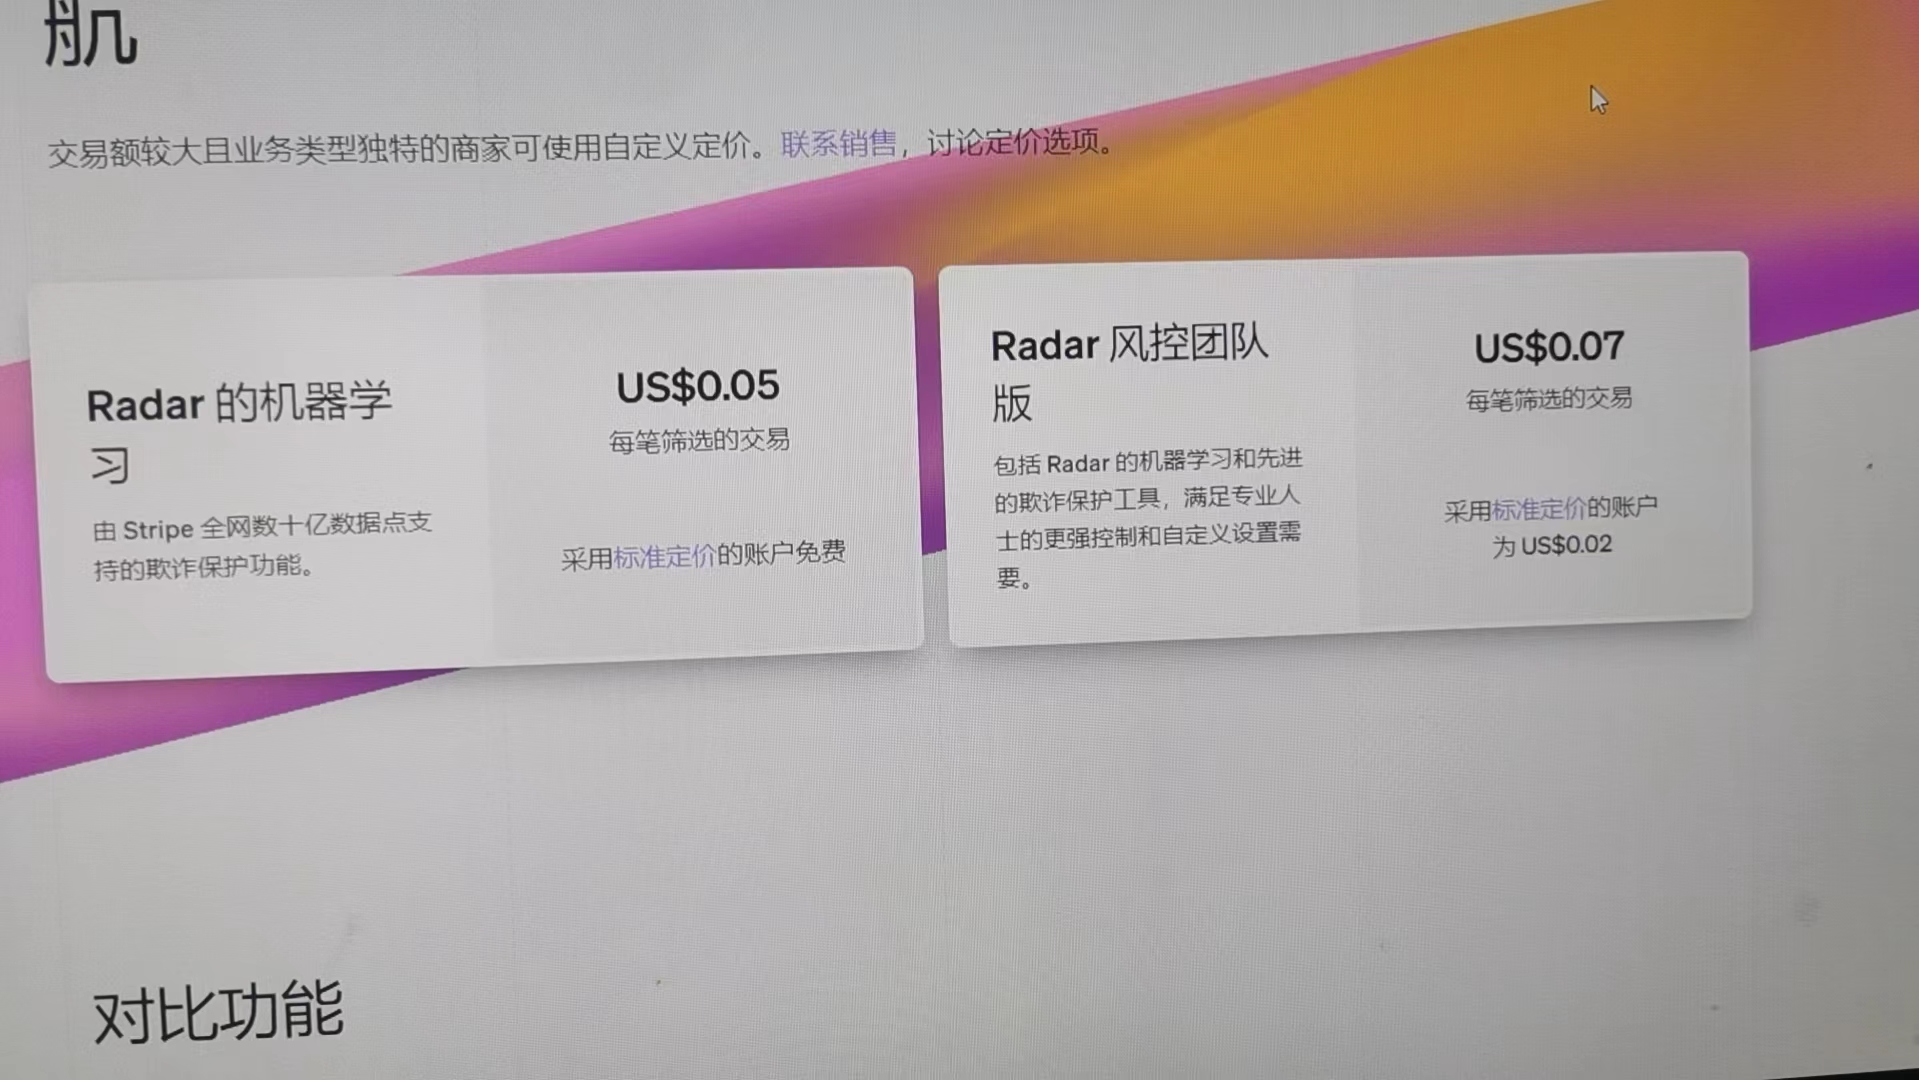 交易额较大且业务类型独特的商家可使用自定义定价。联系销售，讨论定价选项。
Radar 的机器学
习
由 Stripe 全网数十亿数据点支
持的欺诈保护功能。
US$0.05
每笔筛选的交易
采用标准定价的账户免费
Radar 风控团队
版
包括 Radar 的机器学习和先进
的欺诈保护工具，满足专业人
士的更强控制和自定义设置需
要。
US$0.07
每笔筛选的交易
采用标准定价的账户
为 US$0.02
对比功能